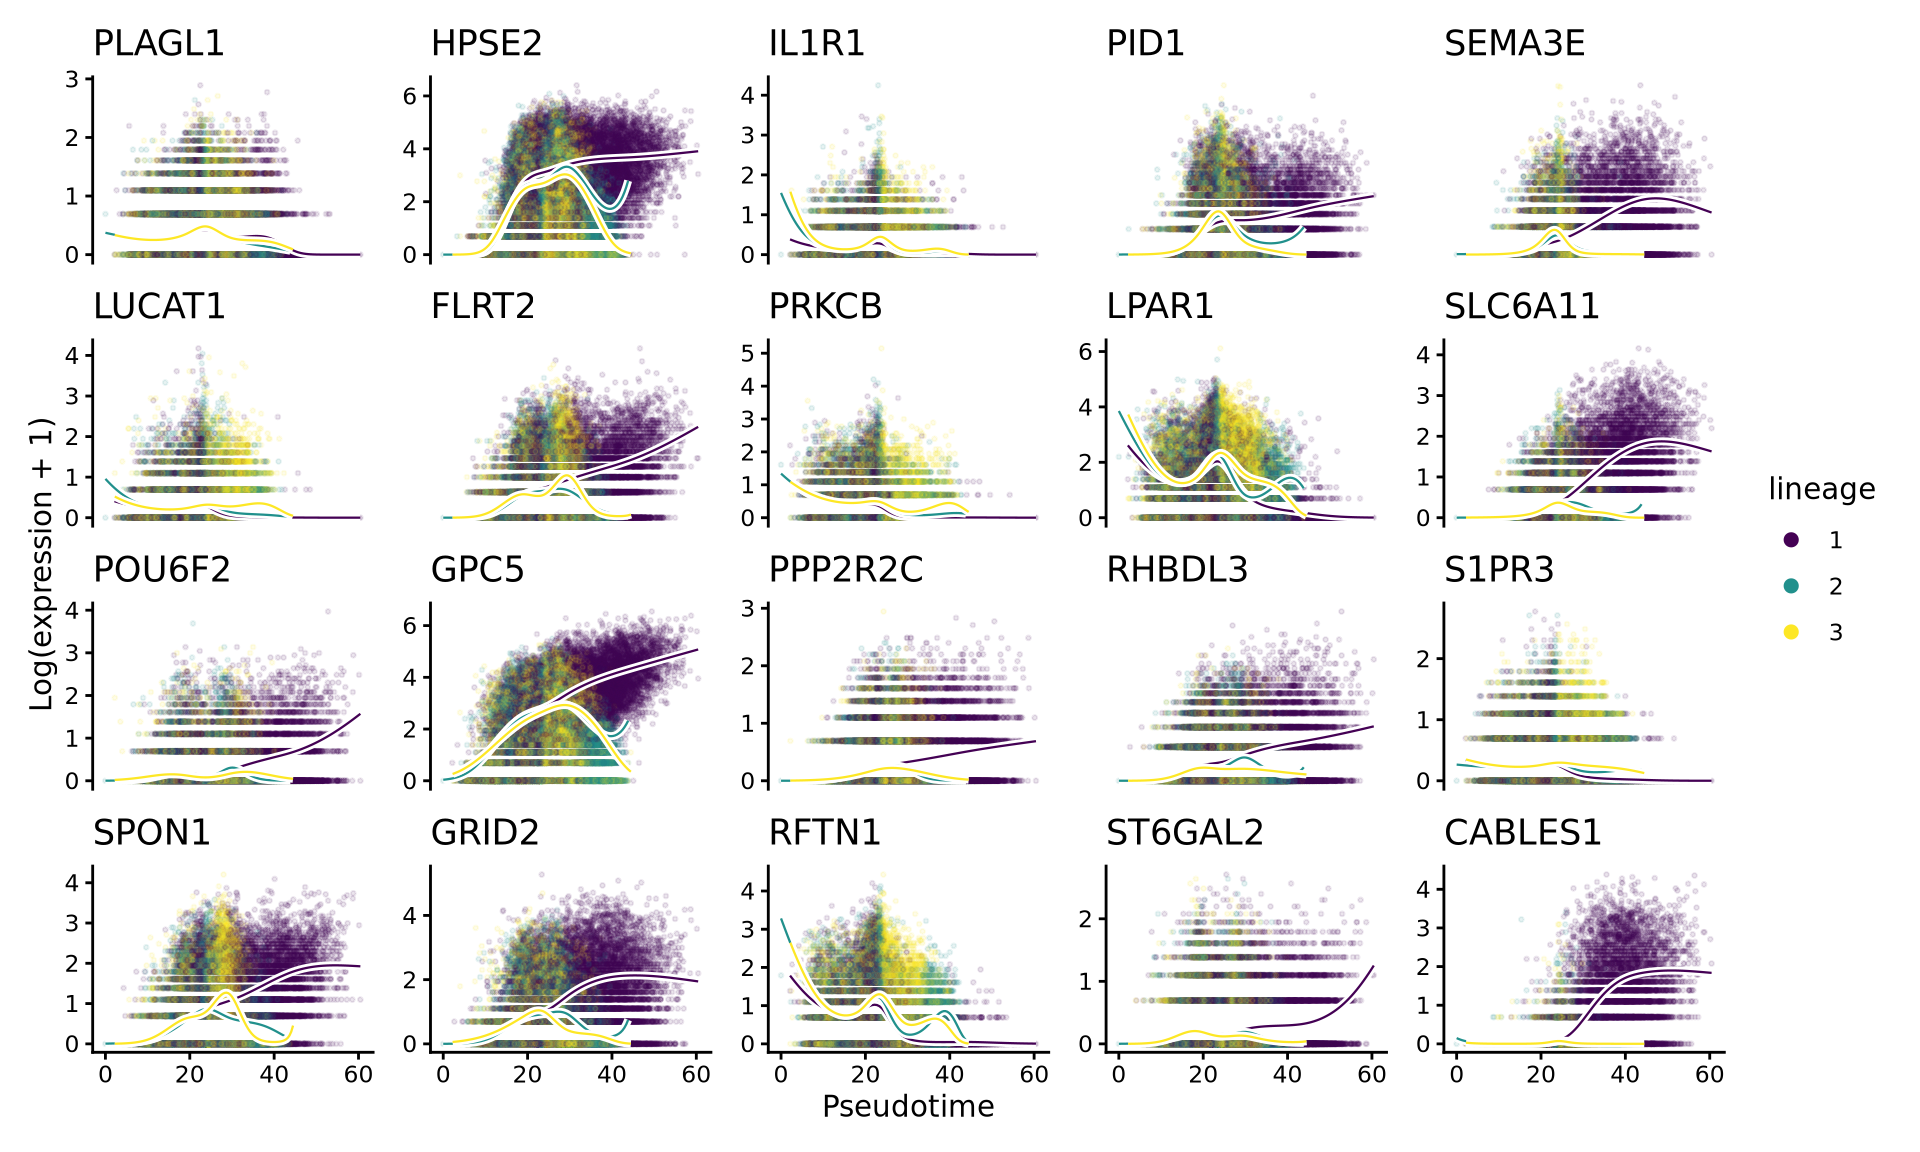 PLAGL1 HPSE2 IL1R1 PID1 SEMA3E
3 2 1 0
6 4 2 0
4 3 2 1 0
LUCAT1 FLRT2 PRKCB LPAR1 SLC6A11
4 3 2 1 0
5 4 3 2 1 0
6 4 2 0
4 3 2 1 0
POU6F2 GPC5 PPP2R2C RHBDL3 S1PR3
4 3 2 1 0
6 4 2 0
3 2 1 0
2 1 0
SPON1 GRID2 RFTN1 ST6GAL2 CABLES1
4 3 2 1 0
4 2 0
4 3 2 1 0
2 1 0
4 3 2 1 0
0 20 40 60 0 20 40 60 0 20 40 60 0 20 40 60 0 20 40 60
Pseudotime
Log(expression + 1)
lineage
1
2
3